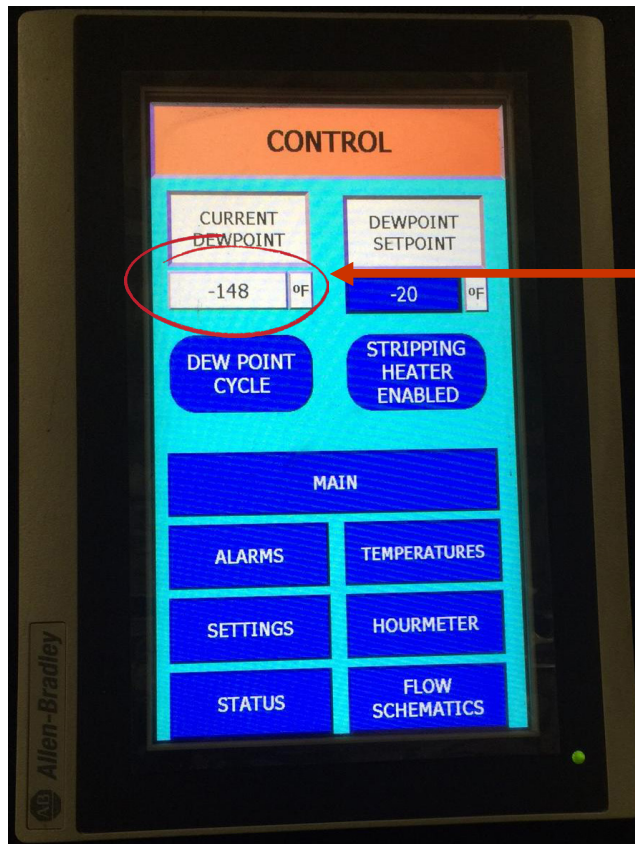 CONTROL
CURRENT
DEWPOINT
DEWPOINT
SETPOINT
-148 ºF
-20 ºF
DEW POINT
CYCLE
STRIPPING
HEATER
ENABLED
MAIN
ALARMS
TEMPERATURES
SETTINGS
HOURMETER
STATUS
FLOW
SCHEMATICS
AB Allen-Bradley